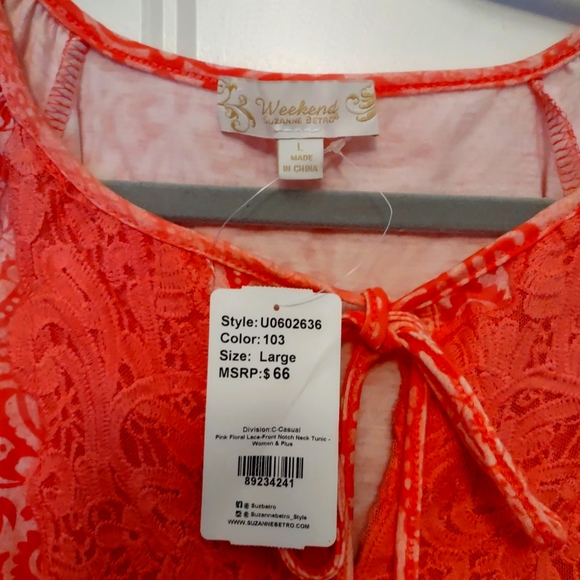 Weekend
SUZANNE BETRO
L
MADE
IN CHINA
Style:U0602636
Color:103
Size: Large
MSRP:$66
Division:C-Casual
Pink Floral Lace-Front Notch Neck Tunic -
Women & Plus
89234241
@Suzbetro
@Suzannebetro_Style
WWW.SUZANNEBETRO.COM